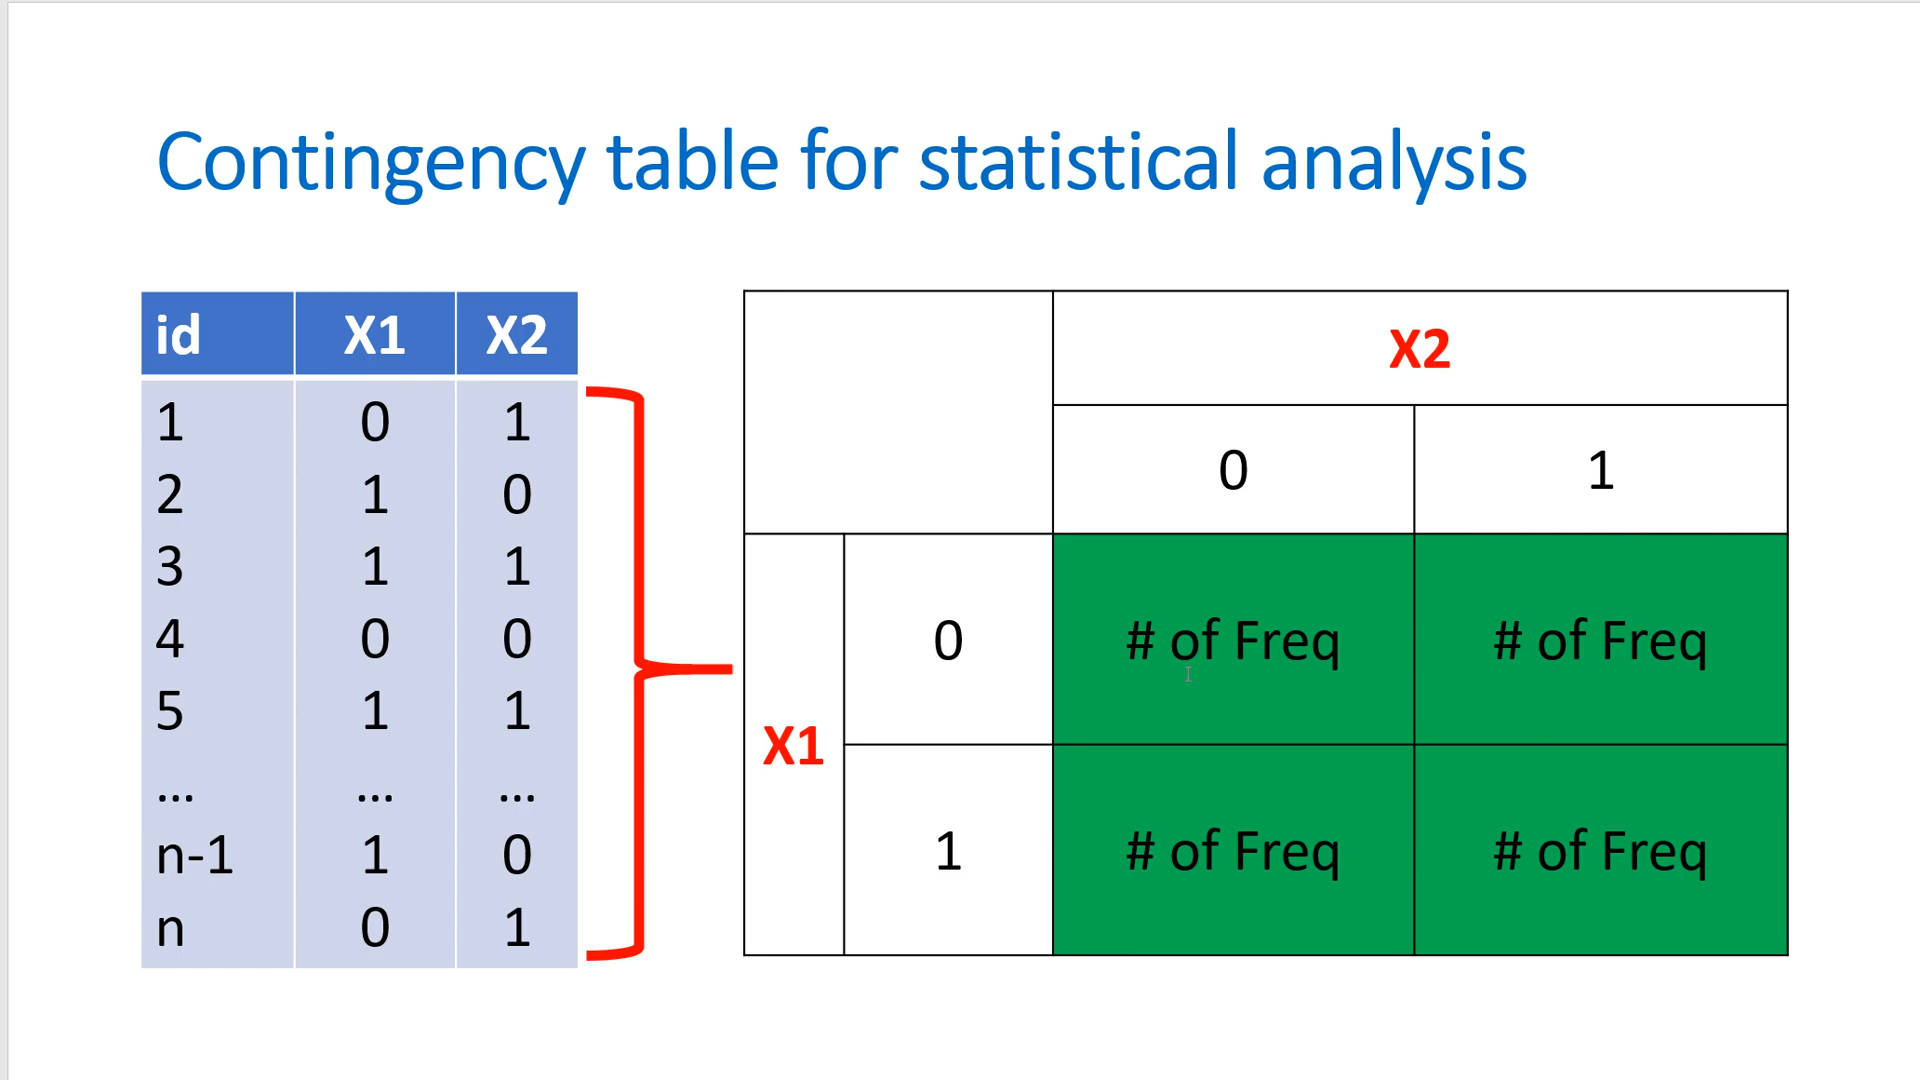 Contingency table for statistical analysis
id X1 X2
1 0 1
2 1 0
3 1 1
4 0 0
5 1 1
... ... ...
n-1 1 0
n 0 1
X2
0 1
X1
0 # of Freq # of Freq
1 # of Freq # of Freq